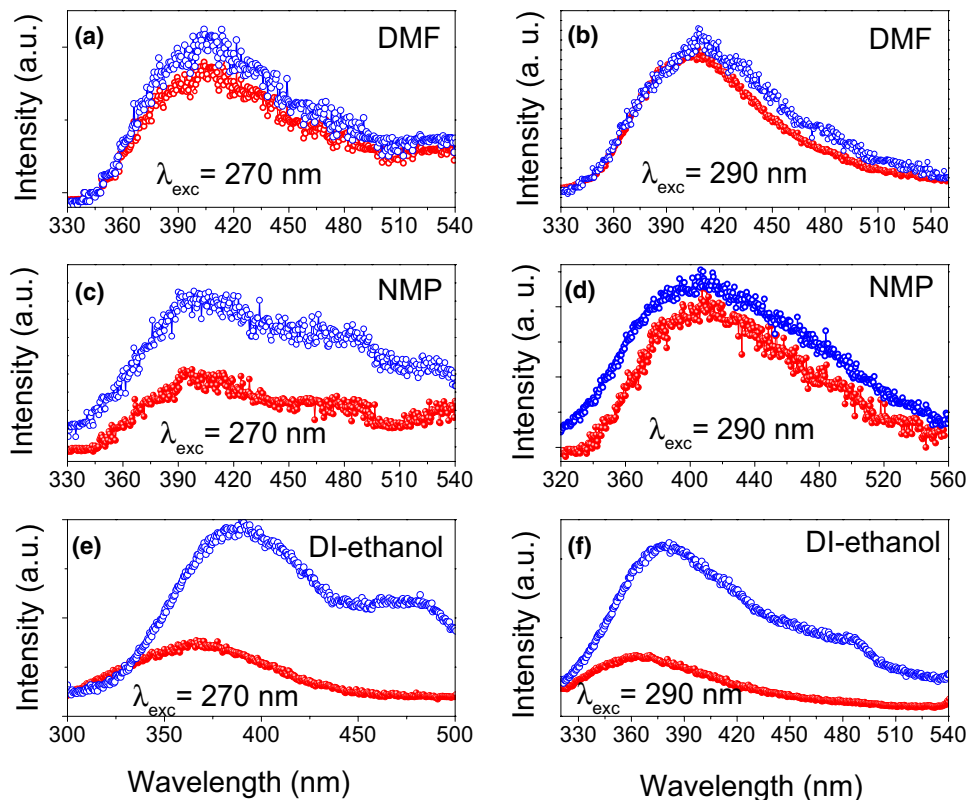 (a) DMF
Intensity (a.u.)
λexc = 270 nm
330 360 390 420 450 480 510 540
(b) DMF
Intensity (a. u.)
λexc = 290 nm
330 360 390 420 450 480 510 540
(c) NMP
Intensity (a.u.)
λexc = 270 nm
330 360 390 420 450 480 510 540
(d) NMP
Intensity (a. u.)
λexc = 290 nm
320 360 400 440 480 520 560
(e) DI-ethanol
Intensity (a.u.)
λexc = 270 nm
300 350 400 450 500
Wavelength (nm)
(f) DI-ethanol
Intensity (a. u.)
λexc = 290 nm
330 360 390 420 450 480 510 540
Wavelength (nm)